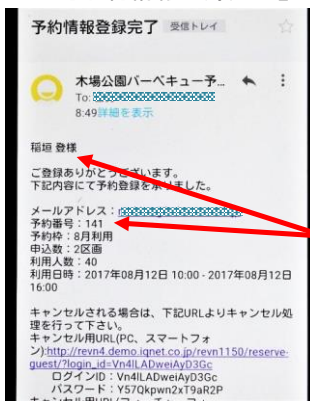 予約情報登録完了 受信トレイ
木場公園バーベキュー予...
To:
8:49詳細を表示
稲垣 登様
ご登録ありがとうございます。
下記内容にて予約登録を承りました。
メールアドレス:
予約番号:141
予約枠:8月利用
申込数:2区画
利用人数:40
利用日時:2017年08月12日 10:00 - 2017年08月12日
16:00
キャンセルされる場合は、下記URLよりキャンセル処
理を行って下さい。
キャンセル用URL(PC、スマートフォ
ン):http://revn4.demo.iqnet.co.jp/revn1150/reserve-
guest/?login_id=Vn4lLADweiAyD3Gc
ログインID:Vn4lLADweiAyD3Gc
パスワード:Y57Qkpwn2xT9aR2P